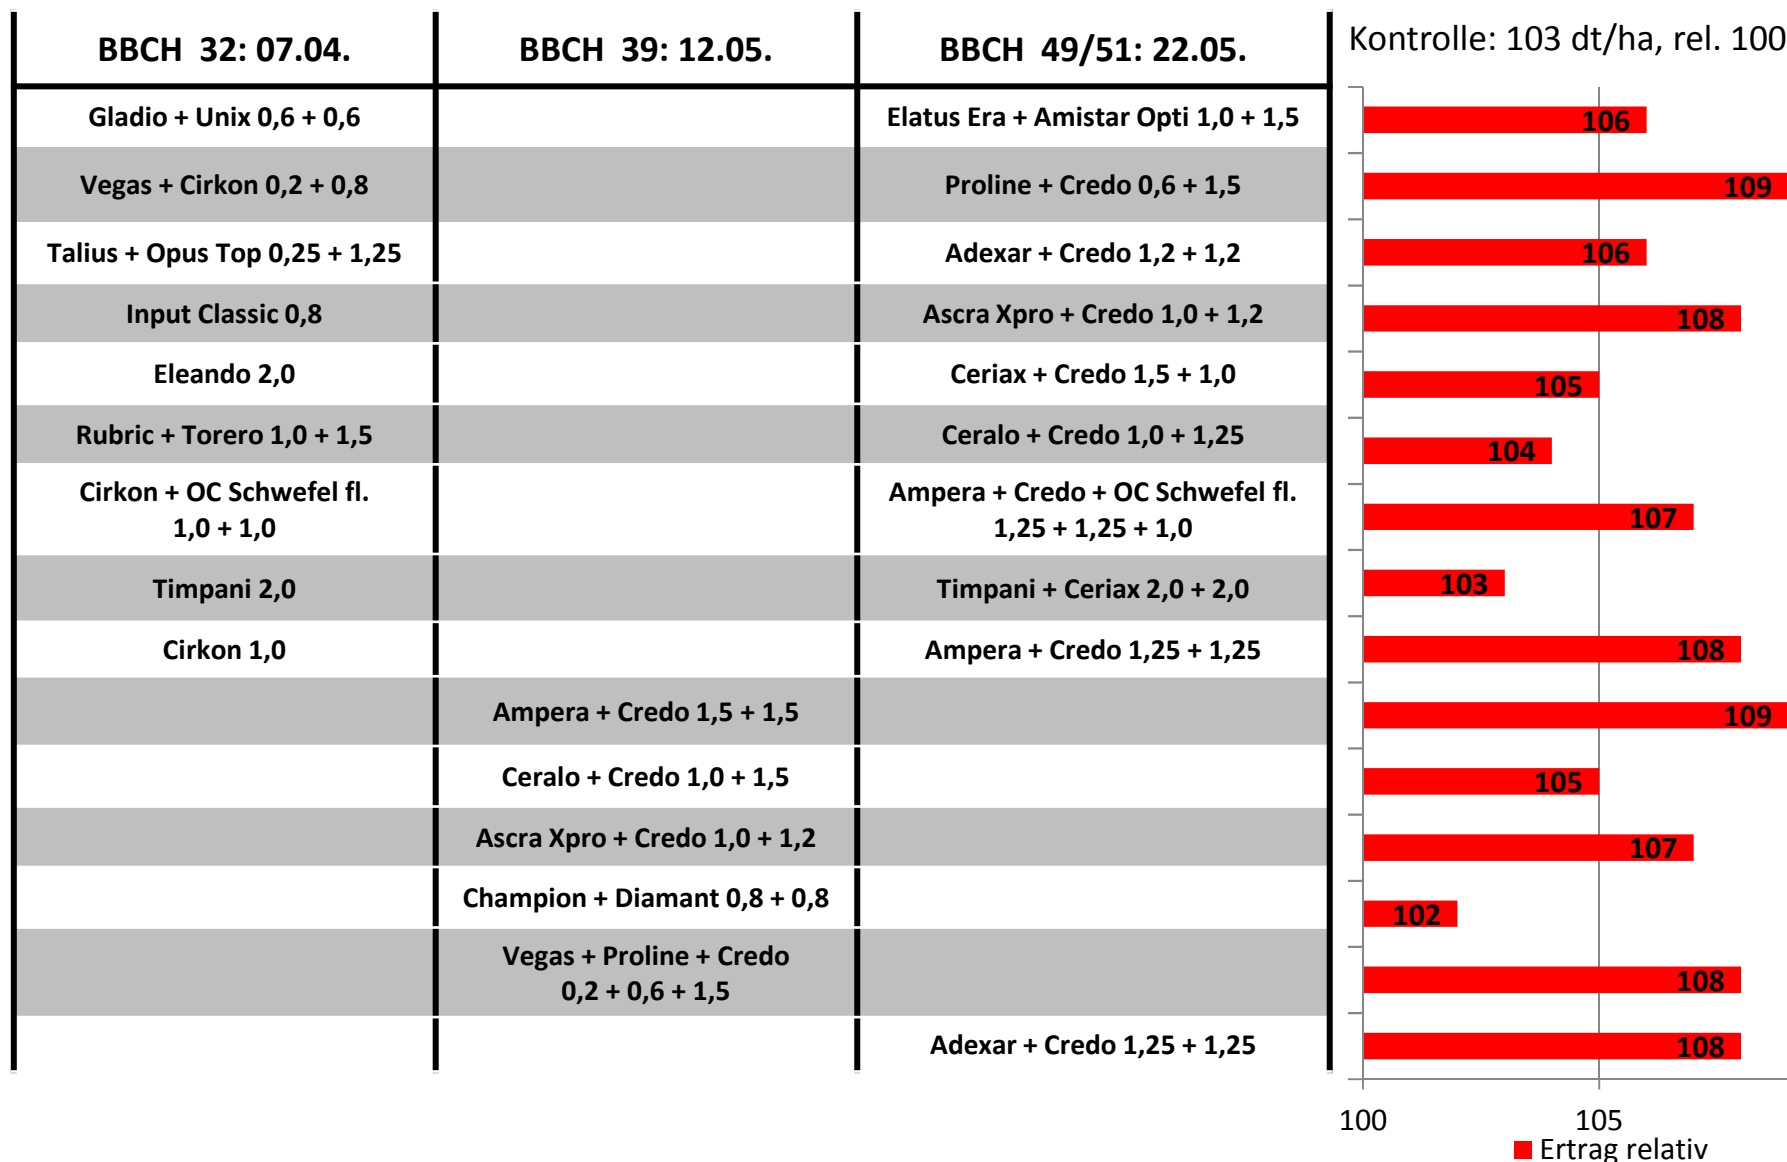 BBCH 32: 07.04.
BBCH 39: 12.05.
BBCH 49/51: 22.05.
Kontrolle: 103 dt/ha, rel. 100
Gladio + Unix 0,6 + 0,6
Elatus Era + Amistar Opti 1,0 + 1,5
106
Vegas + Cirkon 0,2 + 0,8
Proline + Credo 0,6 + 1,5
109
Talius + Opus Top 0,25 + 1,25
Adexar + Credo 1,2 + 1,2
106
Input Classic 0,8
Ascra Xpro + Credo 1,0 + 1,2
108
Eleando 2,0
Ceriax + Credo 1,5 + 1,0
105
Rubric + Torero 1,0 + 1,5
Ceralo + Credo 1,0 + 1,25
104
Cirkon + OC Schwefel fl.
1,0 + 1,0
Ampera + Credo + OC Schwefel fl.
1,25 + 1,25 + 1,0
107
Timpani 2,0
Timpani + Ceriax 2,0 + 2,0
103
Cirkon 1,0
Ampera + Credo 1,25 + 1,25
108
Ampera + Credo 1,5 + 1,5
109
Ceralo + Credo 1,0 + 1,5
105
Ascra Xpro + Credo 1,0 + 1,2
107
Champion + Diamant 0,8 + 0,8
102
Vegas + Proline + Credo
0,2 + 0,6 + 1,5
108
Adexar + Credo 1,25 + 1,25
108
100
105
Ertrag relativ